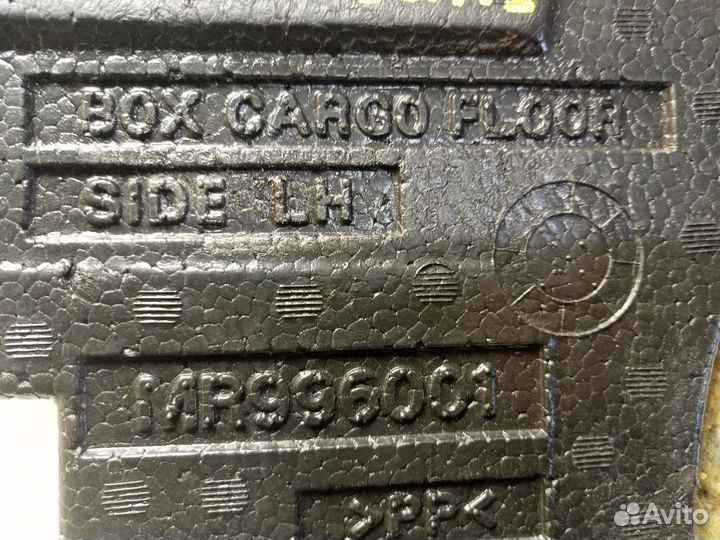 BOX CARGO FLOOR
SIDE LH
MR996001
>PP<
Avito